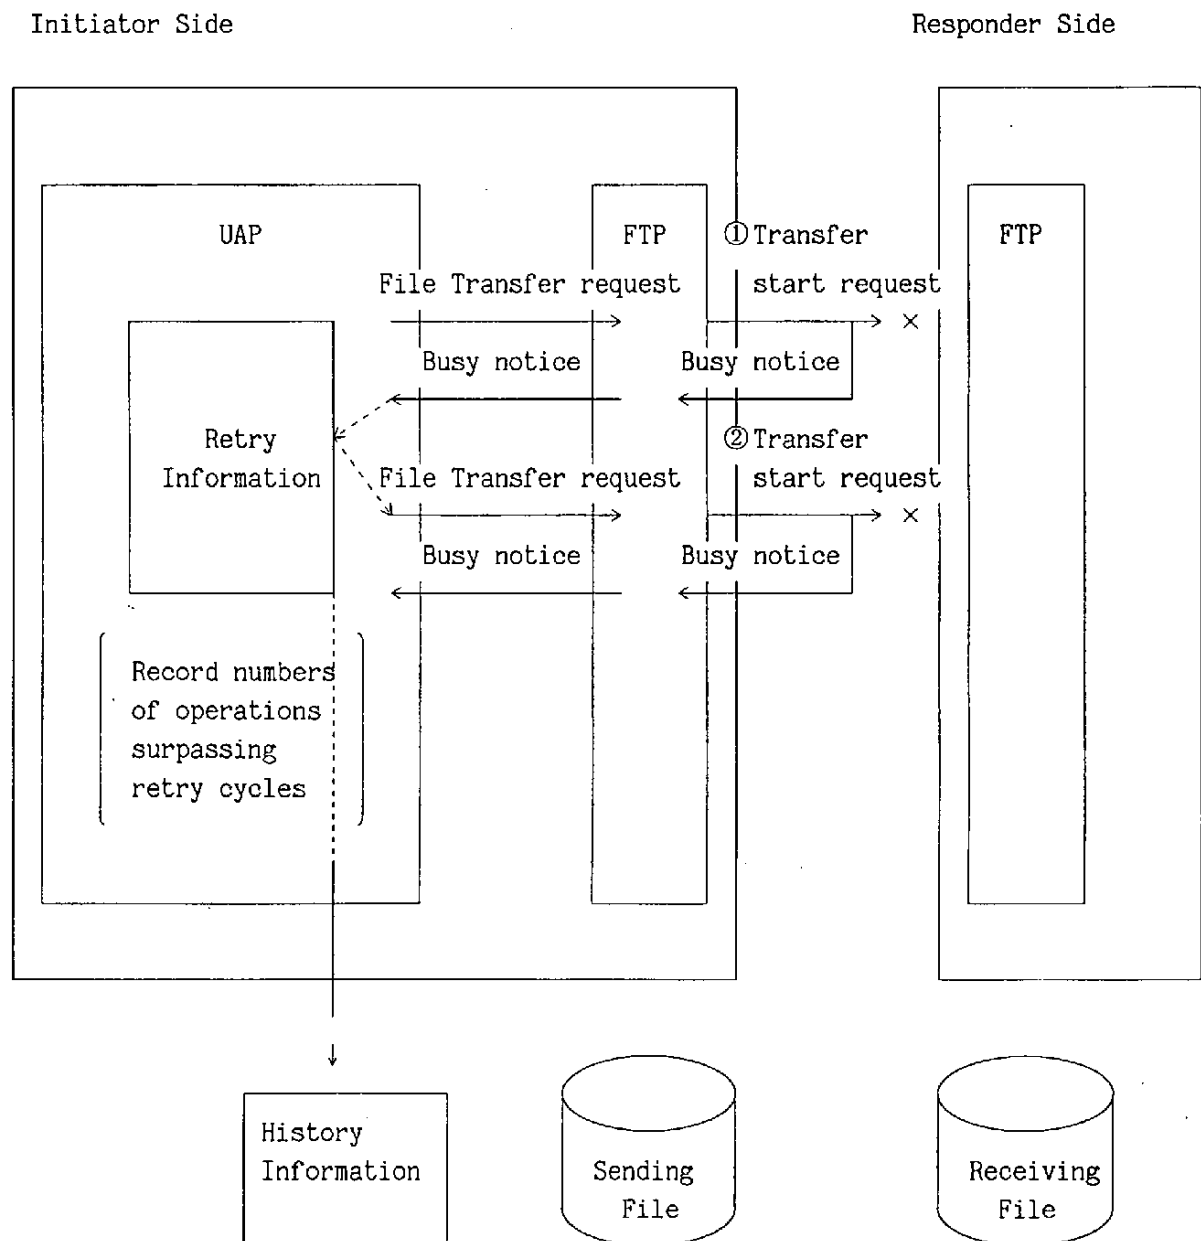 Initiator Side
Responder Side
UAP
FTP
①Transfer
FTP
File Transfer request
start request
×
Busy notice
Busy notice
Retry
Information
②Transfer
File Transfer request
start request
×
Busy notice
Busy notice
Record numbers
of operations
surpassing
retry cycles
History
Information
Sending
File
Receiving
File